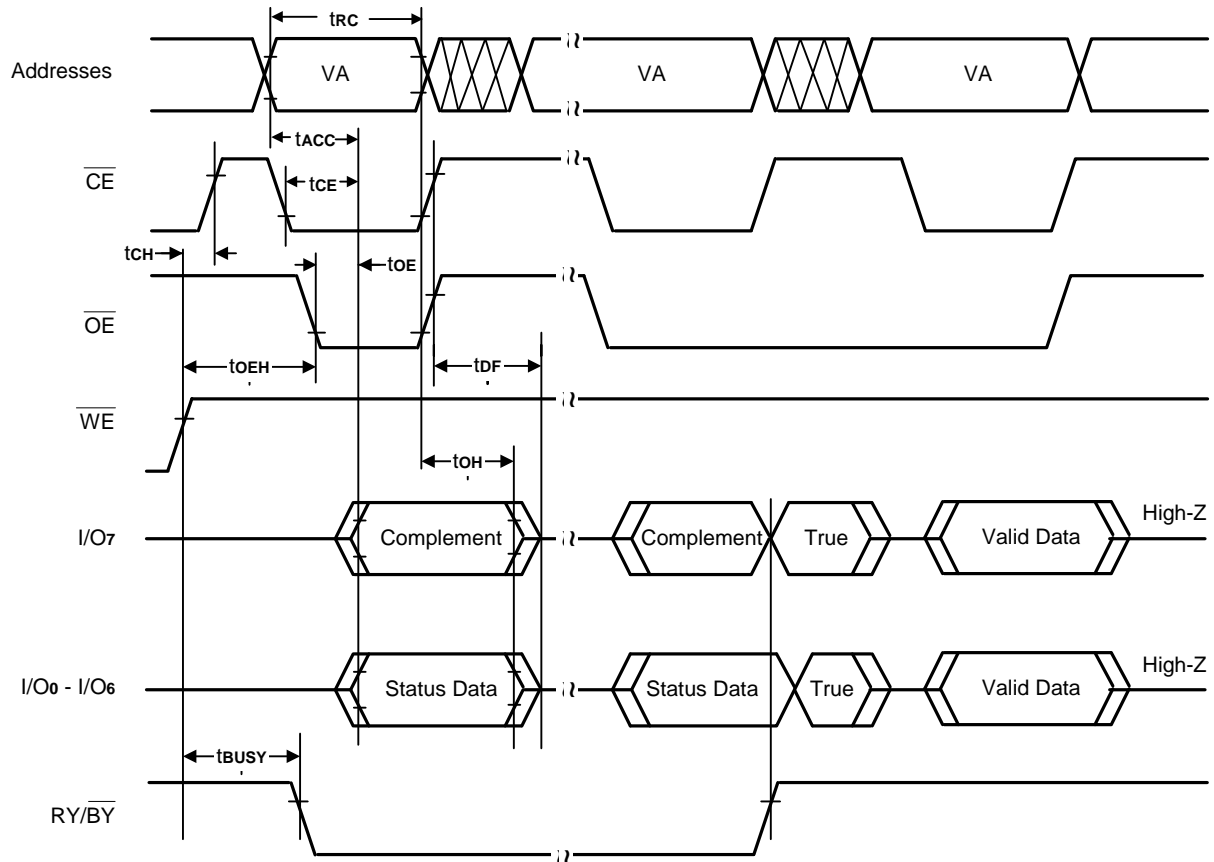 tRC
Addresses VA VA VA
tACC
CE tCE
tCH tOE
OE
tOEH tDF
WE
tOH
I/O7 Complement Complement True Valid Data High-Z
I/O0 - I/O6 Status Data Status Data True Valid Data High-Z
tBUSY
RY/BY